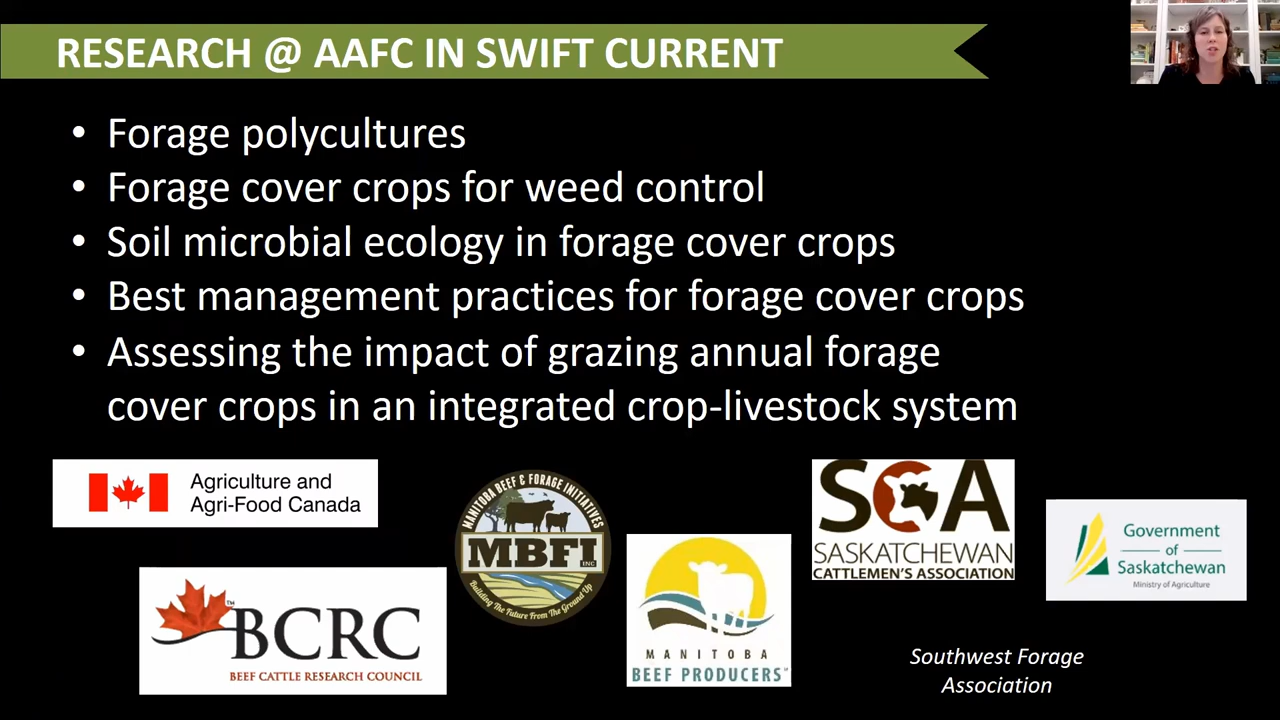 RESEARCH @ AAFC IN SWIFT CURRENT
• Forage polycultures
• Forage cover crops for weed control
• Soil microbial ecology in forage cover crops
• Best management practices for forage cover crops
• Assessing the impact of grazing annual forage
cover crops in an integrated crop-livestock system
Agriculture and
Agri-Food Canada
BCRC™
BEEF CATTLE RESEARCH COUNCIL
MANITOBA BEEF & FORAGE INITIATIVES
MBFI INC
Building The Future From The Ground Up
MANITOBA
BEEF PRODUCERS
SCA
SASKATCHEWAN
CATTLEMEN'S ASSOCIATION
Government
of
Saskatchewan
Ministry of Agriculture
Southwest Forage
Association